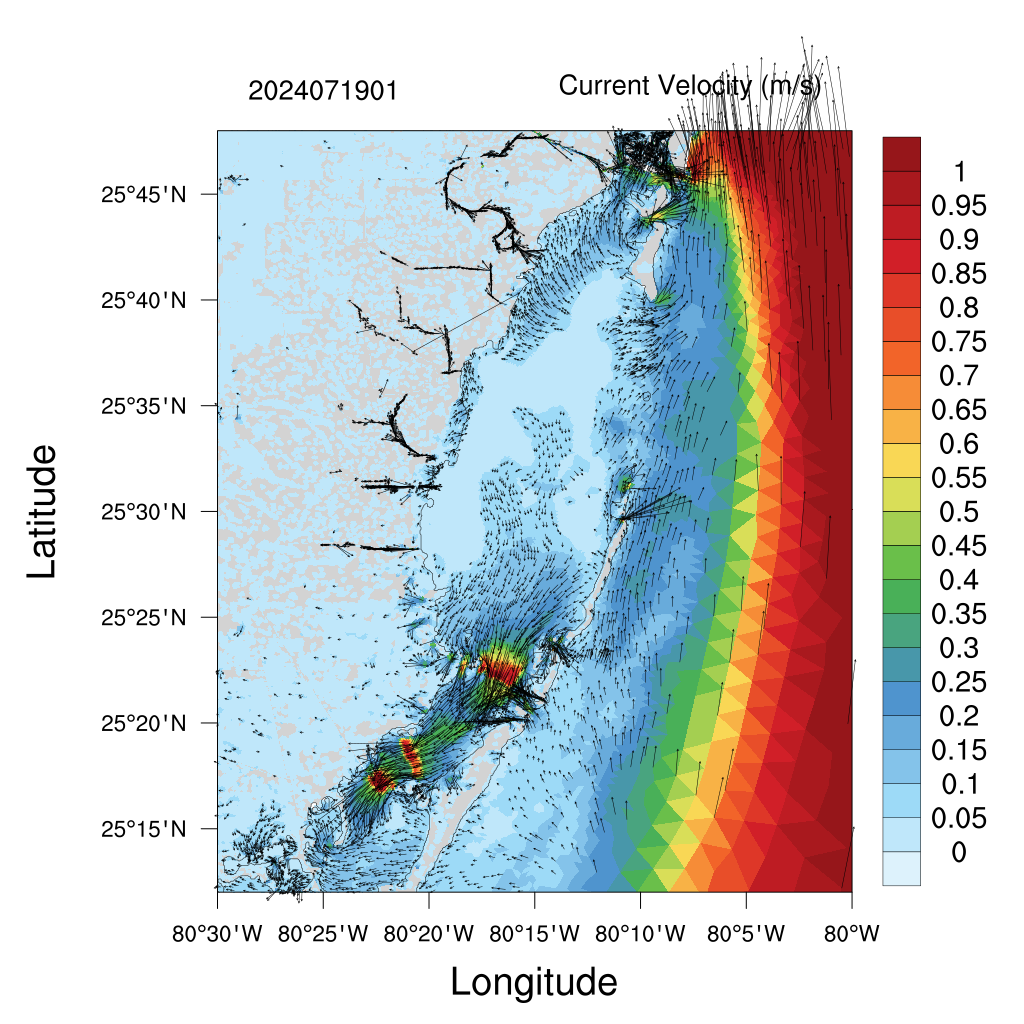 2024071901
Current Velocity (m/s)
Latitude
25°45'N
25°40'N
25°35'N
25°30'N
25°25'N
25°20'N
25°15'N
80°30'W 80°25'W 80°20'W 80°15'W 80°10'W 80°5'W 80°W
Longitude
1
0.95
0.9
0.85
0.8
0.75
0.7
0.65
0.6
0.55
0.5
0.45
0.4
0.35
0.3
0.25
0.2
0.15
0.1
0.05
0